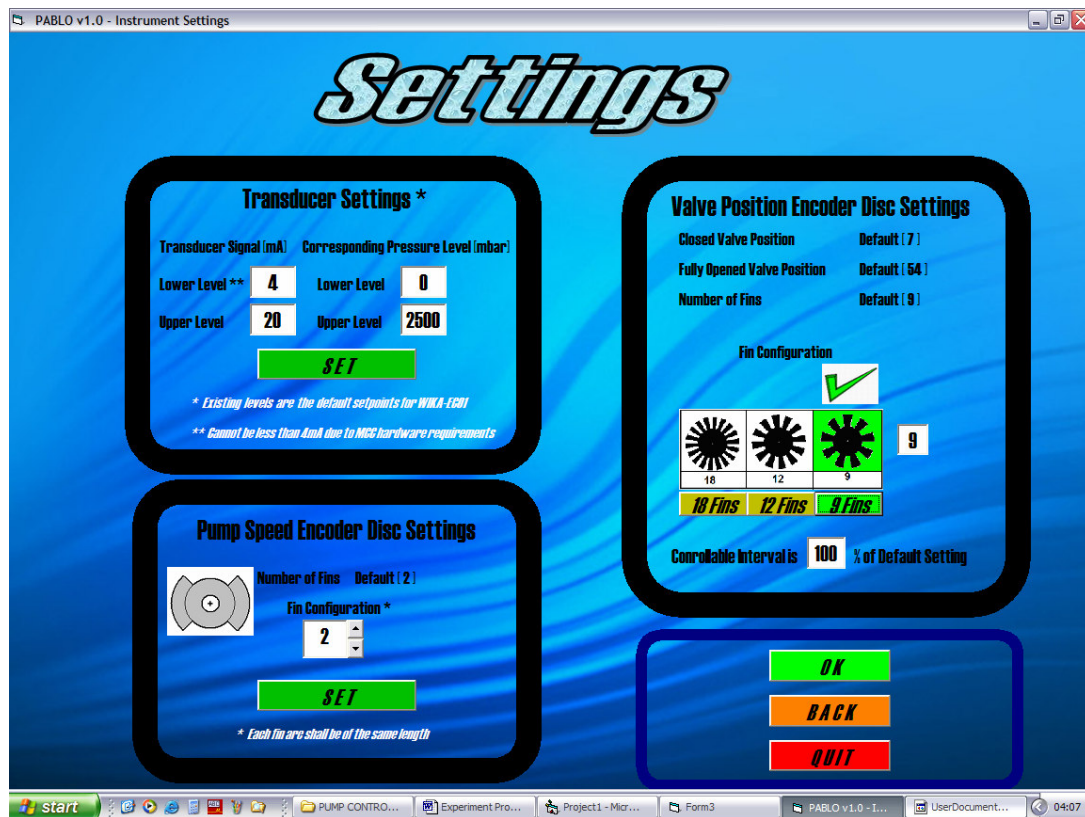 PABLO v1.0 - Instrument Settings
Settings
Transducer Settings *
Transducer Signal [mA] Corresponding Pressure Level [mbar]
Lower Level ** 4 Lower Level 0
Upper Level 20 Upper Level 2500
SET
* Existing levels are the default setpoints for WIKA-EC01
** Cannot be less than 4mA due to MCC hardware requirements
Pump Speed Encoder Disc Settings
Number of Fins Default [ 2 ]
Fin Configuration *
2
SET
* Each fin arc shall be of the same length
Valve Position Encoder Disc Settings
Closed Valve Position Default [ 7 ]
Fully Opened Valve Position Default [ 54 ]
Number of Fins Default [ 9 ]
Fin Configuration
9
18 12 9
18 Fins 12 Fins 9 Fins
Conrollable Interval is 100 % of Default Setting
OK
BACK
QUIT
start PUMP CONTRO... Experiment Pro... Project1 - Micr... Form3 PABLO v1.0 - I... UserDocument... 04:07